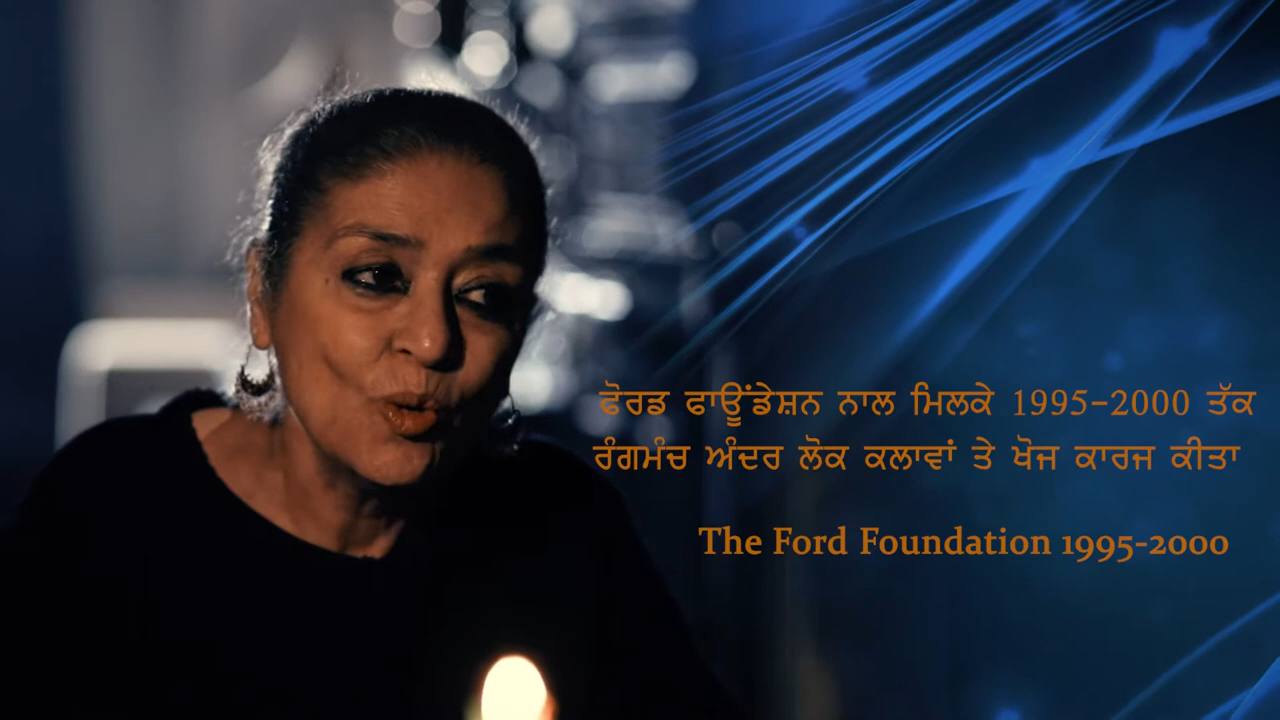 ਫੋਰਡ ਫਾਊਂਡੇਸ਼ਨ ਨਾਲ ਮਿਲਕੇ 1995-2000 ਤੱਕ
ਰੰਗਮੰਚ ਅੰਦਰ ਲੋਕ ਕਲਾਵਾਂ ਤੇ ਖੋਜ ਕਾਰਜ ਕੀਤਾ
The Ford Foundation 1995-2000